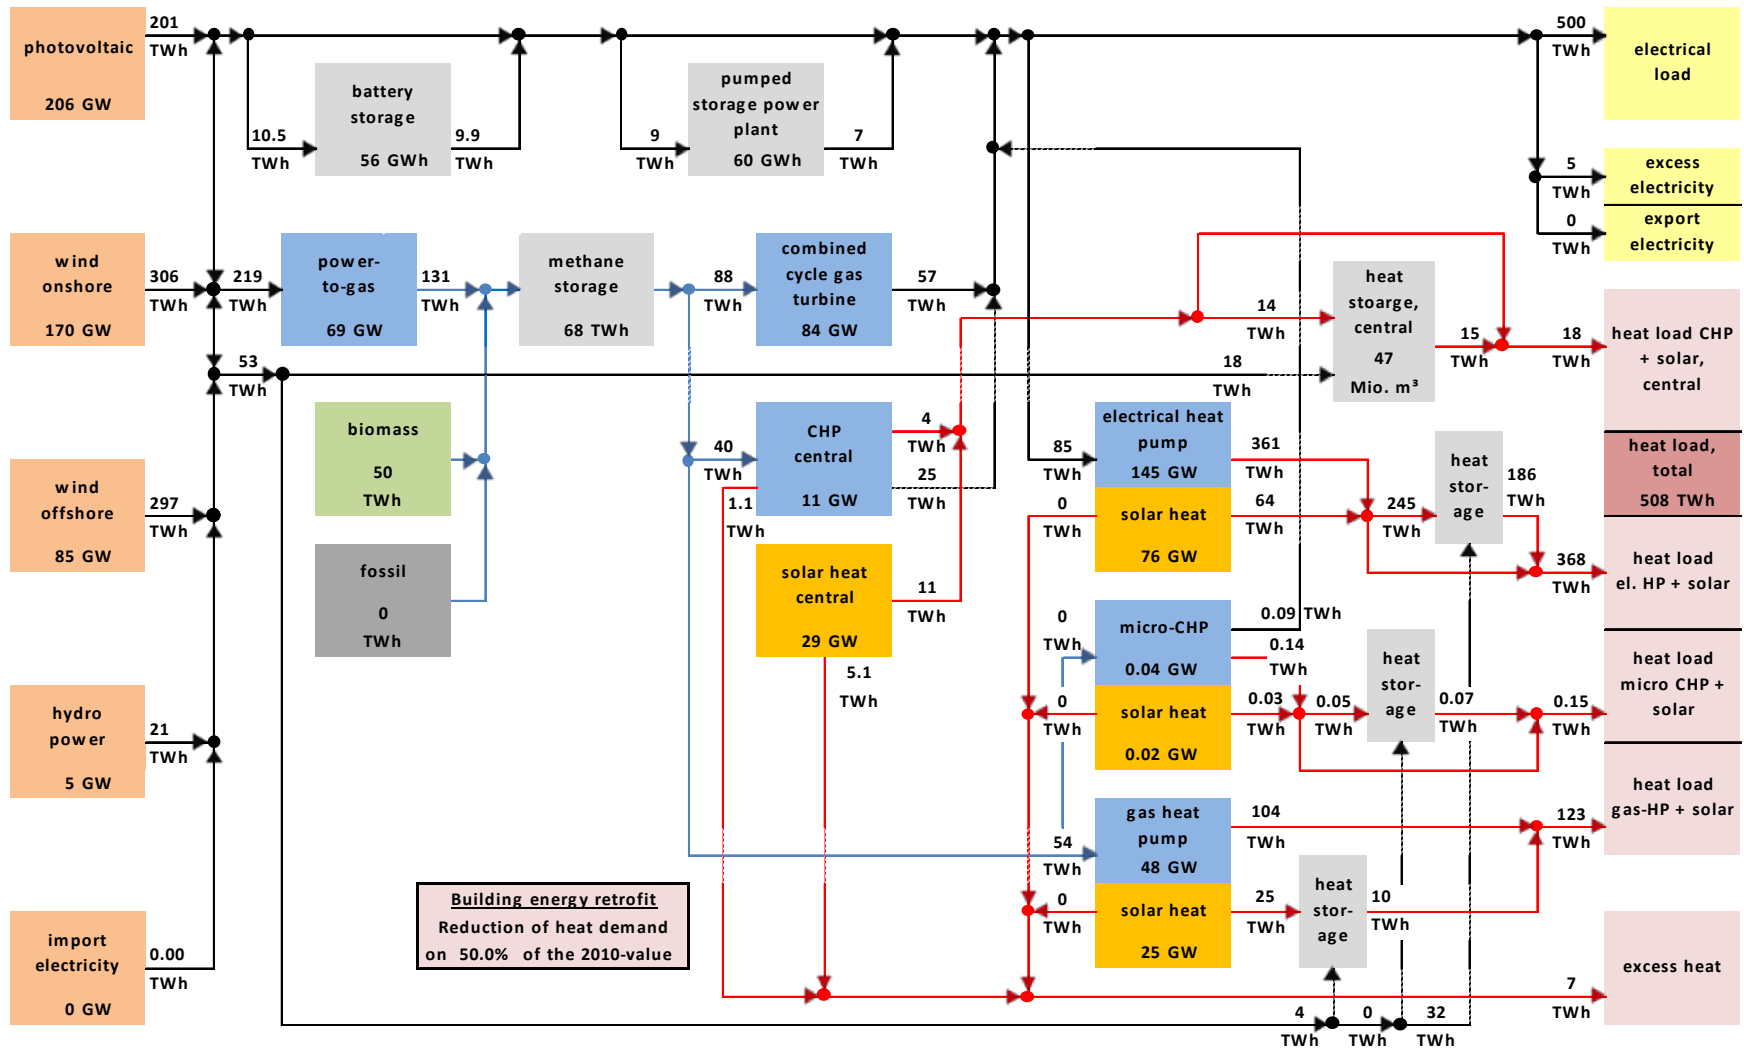 photovoltaic
206 GW
201
TWh
battery
storage
56 GWh
10.5
TWh
9.9
TWh
pumped
storage power
plant
60 GWh
9
TWh
7
TWh
500
TWh
electrical
load
5
TWh
excess
electricity
0
TWh
export
electricity
wind
onshore
170 GW
306
TWh
219
TWh
power-
to-gas
69 GW
131
TWh
methane
storage
68 TWh
88
TWh
combined
cycle gas
turbine
84 GW
57
TWh
14
TWh
heat
stoarge,
central
47
Mio. m³
15
TWh
18
TWh
heat load CHP
+ solar,
central
53
TWh
18
TWh
biomass
50
TWh
40
TWh
CHP
central
11 GW
4
TWh
25
TWh
1.1
TWh
85
TWh
electrical heat
pump
145 GW
361
TWh
0
TWh
solar heat
76 GW
64
TWh
245
TWh
heat
stor-
age
186
TWh
heat load,
total
508 TWh
368
TWh
heat load
el. HP + solar
wind
offshore
85 GW
297
TWh
fossil
0
TWh
solar heat
central
29 GW
11
TWh
5.1
TWh
0
TWh
micro-CHP
0.04 GW
0.09 TWh
0.14
TWh
0
TWh
solar heat
0.02 GW
0.03
TWh
0.05
TWh
heat
stor-
age
0.07
TWh
0.15
TWh
heat load
micro CHP +
solar
hydro
power
5 GW
21
TWh
54
TWh
gas heat
pump
48 GW
104
TWh
123
TWh
heat load
gas-HP + solar
0
TWh
solar heat
25 GW
25
TWh
heat
stor-
age
10
TWh
Building energy retrofit
Reduction of heat demand
on 50.0% of the 2010-value
import
electricity
0 GW
0.00
TWh
7
TWh
excess heat
4
TWh
0
TWh
32
TWh